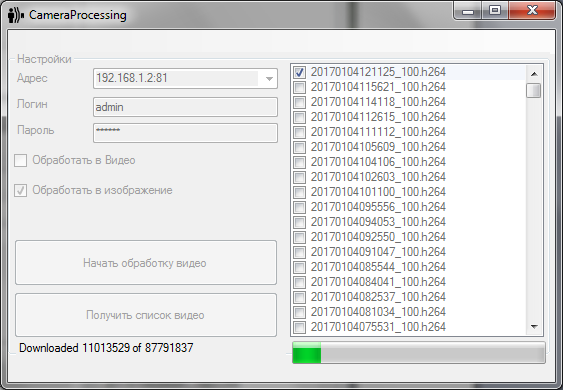 CameraProcessing
Настройки
Адрес
192.168.1.2:81
Логин
admin
Пароль
******
Обработать в Видео
Обработать в изображение
Начать обработку видео
Получить список видео
Downloaded 11013529 of 87791837
20170104121125_100.h264
20170104115621_100.h264
20170104114118_100.h264
20170104112615_100.h264
20170104111112_100.h264
20170104105609_100.h264
20170104104106_100.h264
20170104102603_100.h264
20170104101100_100.h264
20170104095556_100.h264
20170104094053_100.h264
20170104092550_100.h264
20170104091047_100.h264
20170104085544_100.h264
20170104084041_100.h264
20170104082537_100.h264
20170104081034_100.h264
20170104075531_100.h264